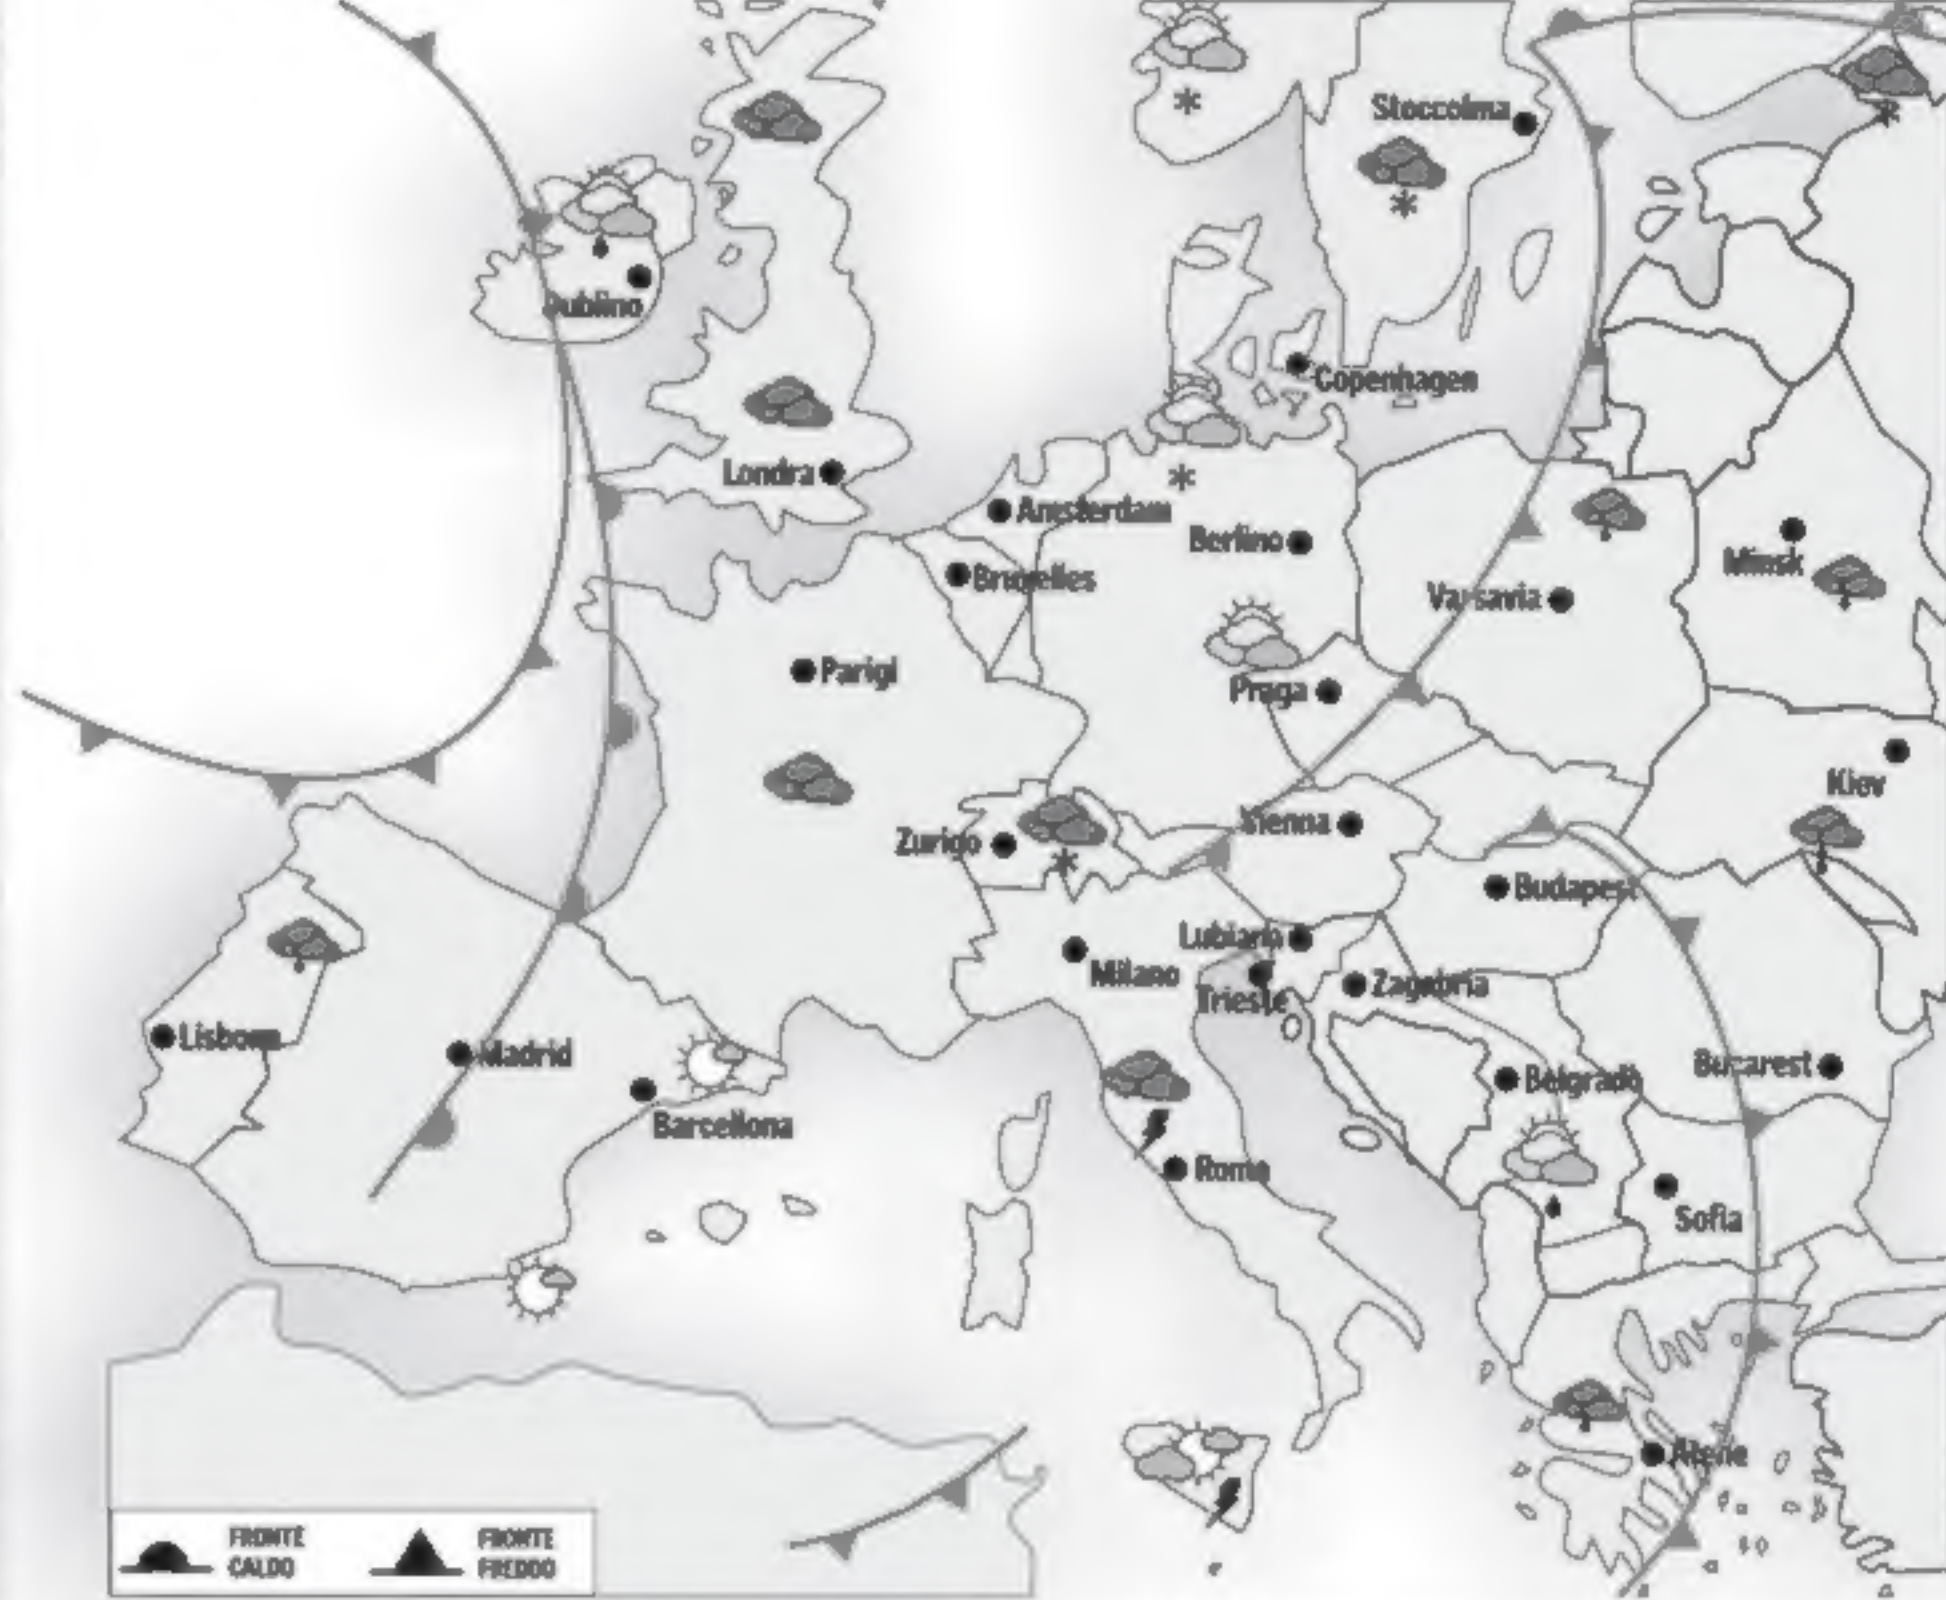 Stoccolma
Dublino
Copenhagen
Londra
Amsterdam
Berlino
Bruxelles
Minsk
Varsavia
Parigi
Praga
Kiev
Vienna
Zurigo
Budapest
Lubiana
Milano
Zagabria
Trieste
Lisbona
Madrid
Bucarest
Belgrado
Barcellona
Roma
Sofia
Atene
FRONTE
CALDO
FRONTE
FREDDO